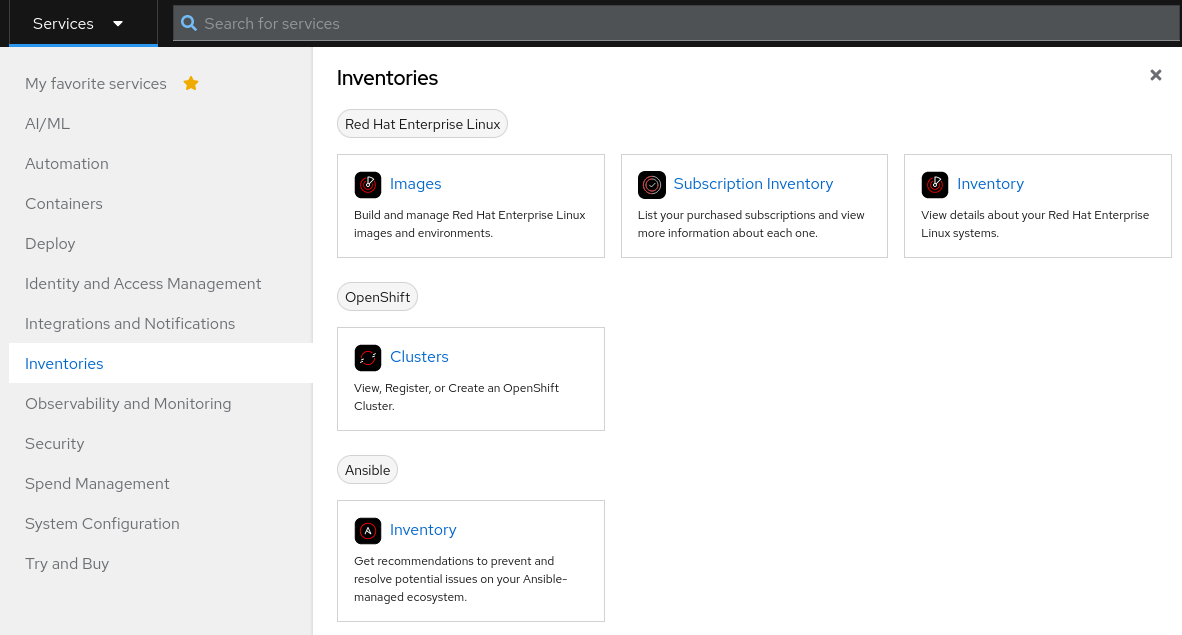 Services
Search for services
My favorite services
AI/ML
Automation
Containers
Deploy
Identity and Access Management
Integrations and Notifications
Inventories
Observability and Monitoring
Security
Spend Management
System Configuration
Try and Buy
Inventories
Red Hat Enterprise Linux
Images
Build and manage Red Hat Enterprise Linux
images and environments.
Subscription Inventory
List your purchased subscriptions and view
more information about each one.
Inventory
View details about your Red Hat Enterprise
Linux systems.
OpenShift
Clusters
View, Register, or Create an OpenShift
Cluster.
Ansible
A
Inventory
Get recommendations to prevent and
resolve potential issues on your Ansible-
managed ecosystem.